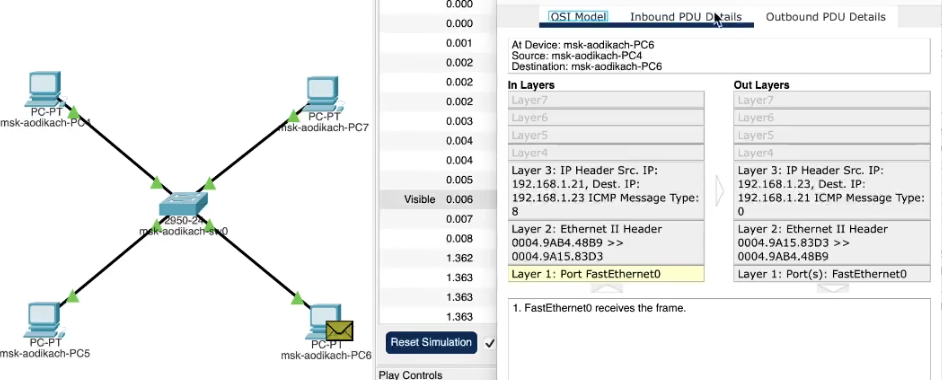 PC-PT
msk-aodikach-PC4
PC-PT
msk-aodikach-PC7
2950-24
msk-aodikach-sw0
PC-PT
msk-aodikach-PC5
PC-PT
msk-aodikach-PC6
0.000
0.000
0.001
0.002
0.002
0.002
0.003
0.004
0.004
0.005
Visible 0.006
0.007
0.008
1.362
1.363
1.363
1.363
Reset Simulation
Play Controls
OSI Model Inbound PDU Details Outbound PDU Details
At Device: msk-aodikach-PC6
Source: msk-aodikach-PC4
Destination: msk-aodikach-PC6
In Layers
Layer7
Layer6
Layer5
Layer4
Layer 3: IP Header Src. IP:
192.168.1.21, Dest. IP:
192.168.1.23 ICMP Message Type:
8
Layer 2: Ethernet II Header
0004.9AB4.48B9 >>
0004.9A15.83D3
Layer 1: Port FastEthernet0
Out Layers
Layer7
Layer6
Layer5
Layer4
Layer 3: IP Header Src. IP:
192.168.1.23, Dest. IP:
192.168.1.21 ICMP Message Type:
0
Layer 2: Ethernet II Header
0004.9A15.83D3 >>
0004.9AB4.48B9
Layer 1: Port(s): FastEthernet0
1. FastEthernet0 receives the frame.